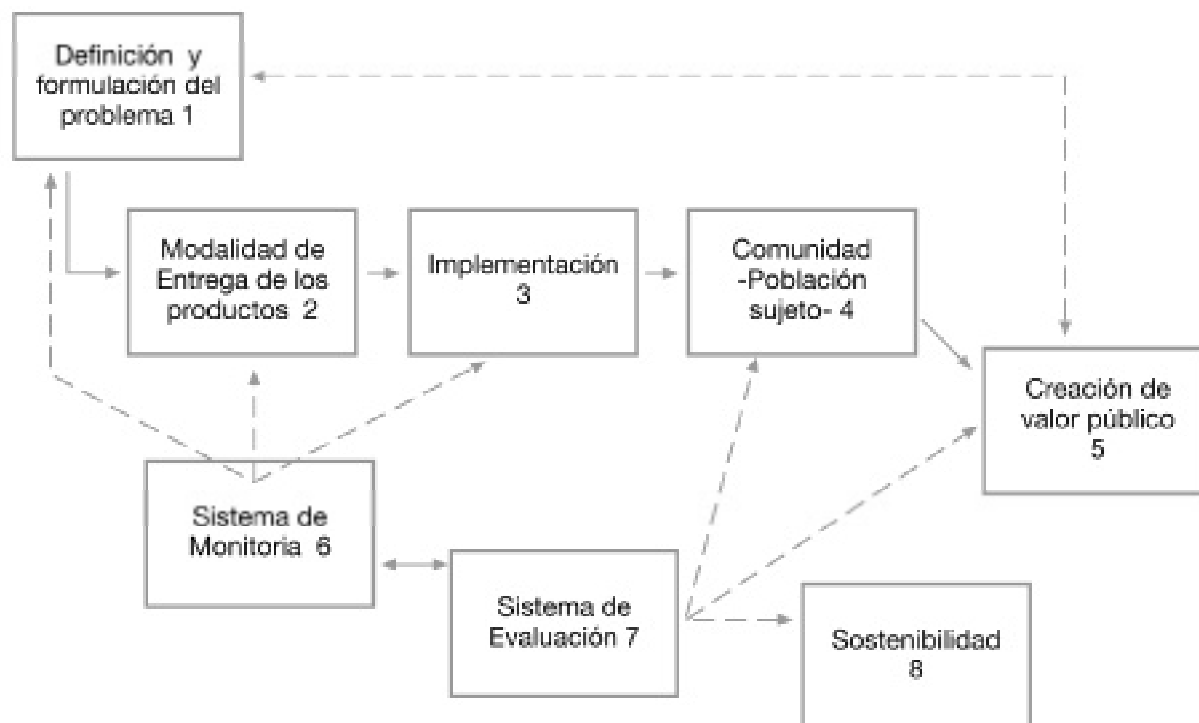 Definición y
formulación del
problema 1
Modalidad de
Entrega de los
productos 2
Implementación
3
Comunidad
-Población
sujeto- 4
Creación de
valor público
5
Sistema de
Monitoria 6
Sistema de
Evaluación 7
Sostenibilidad
8